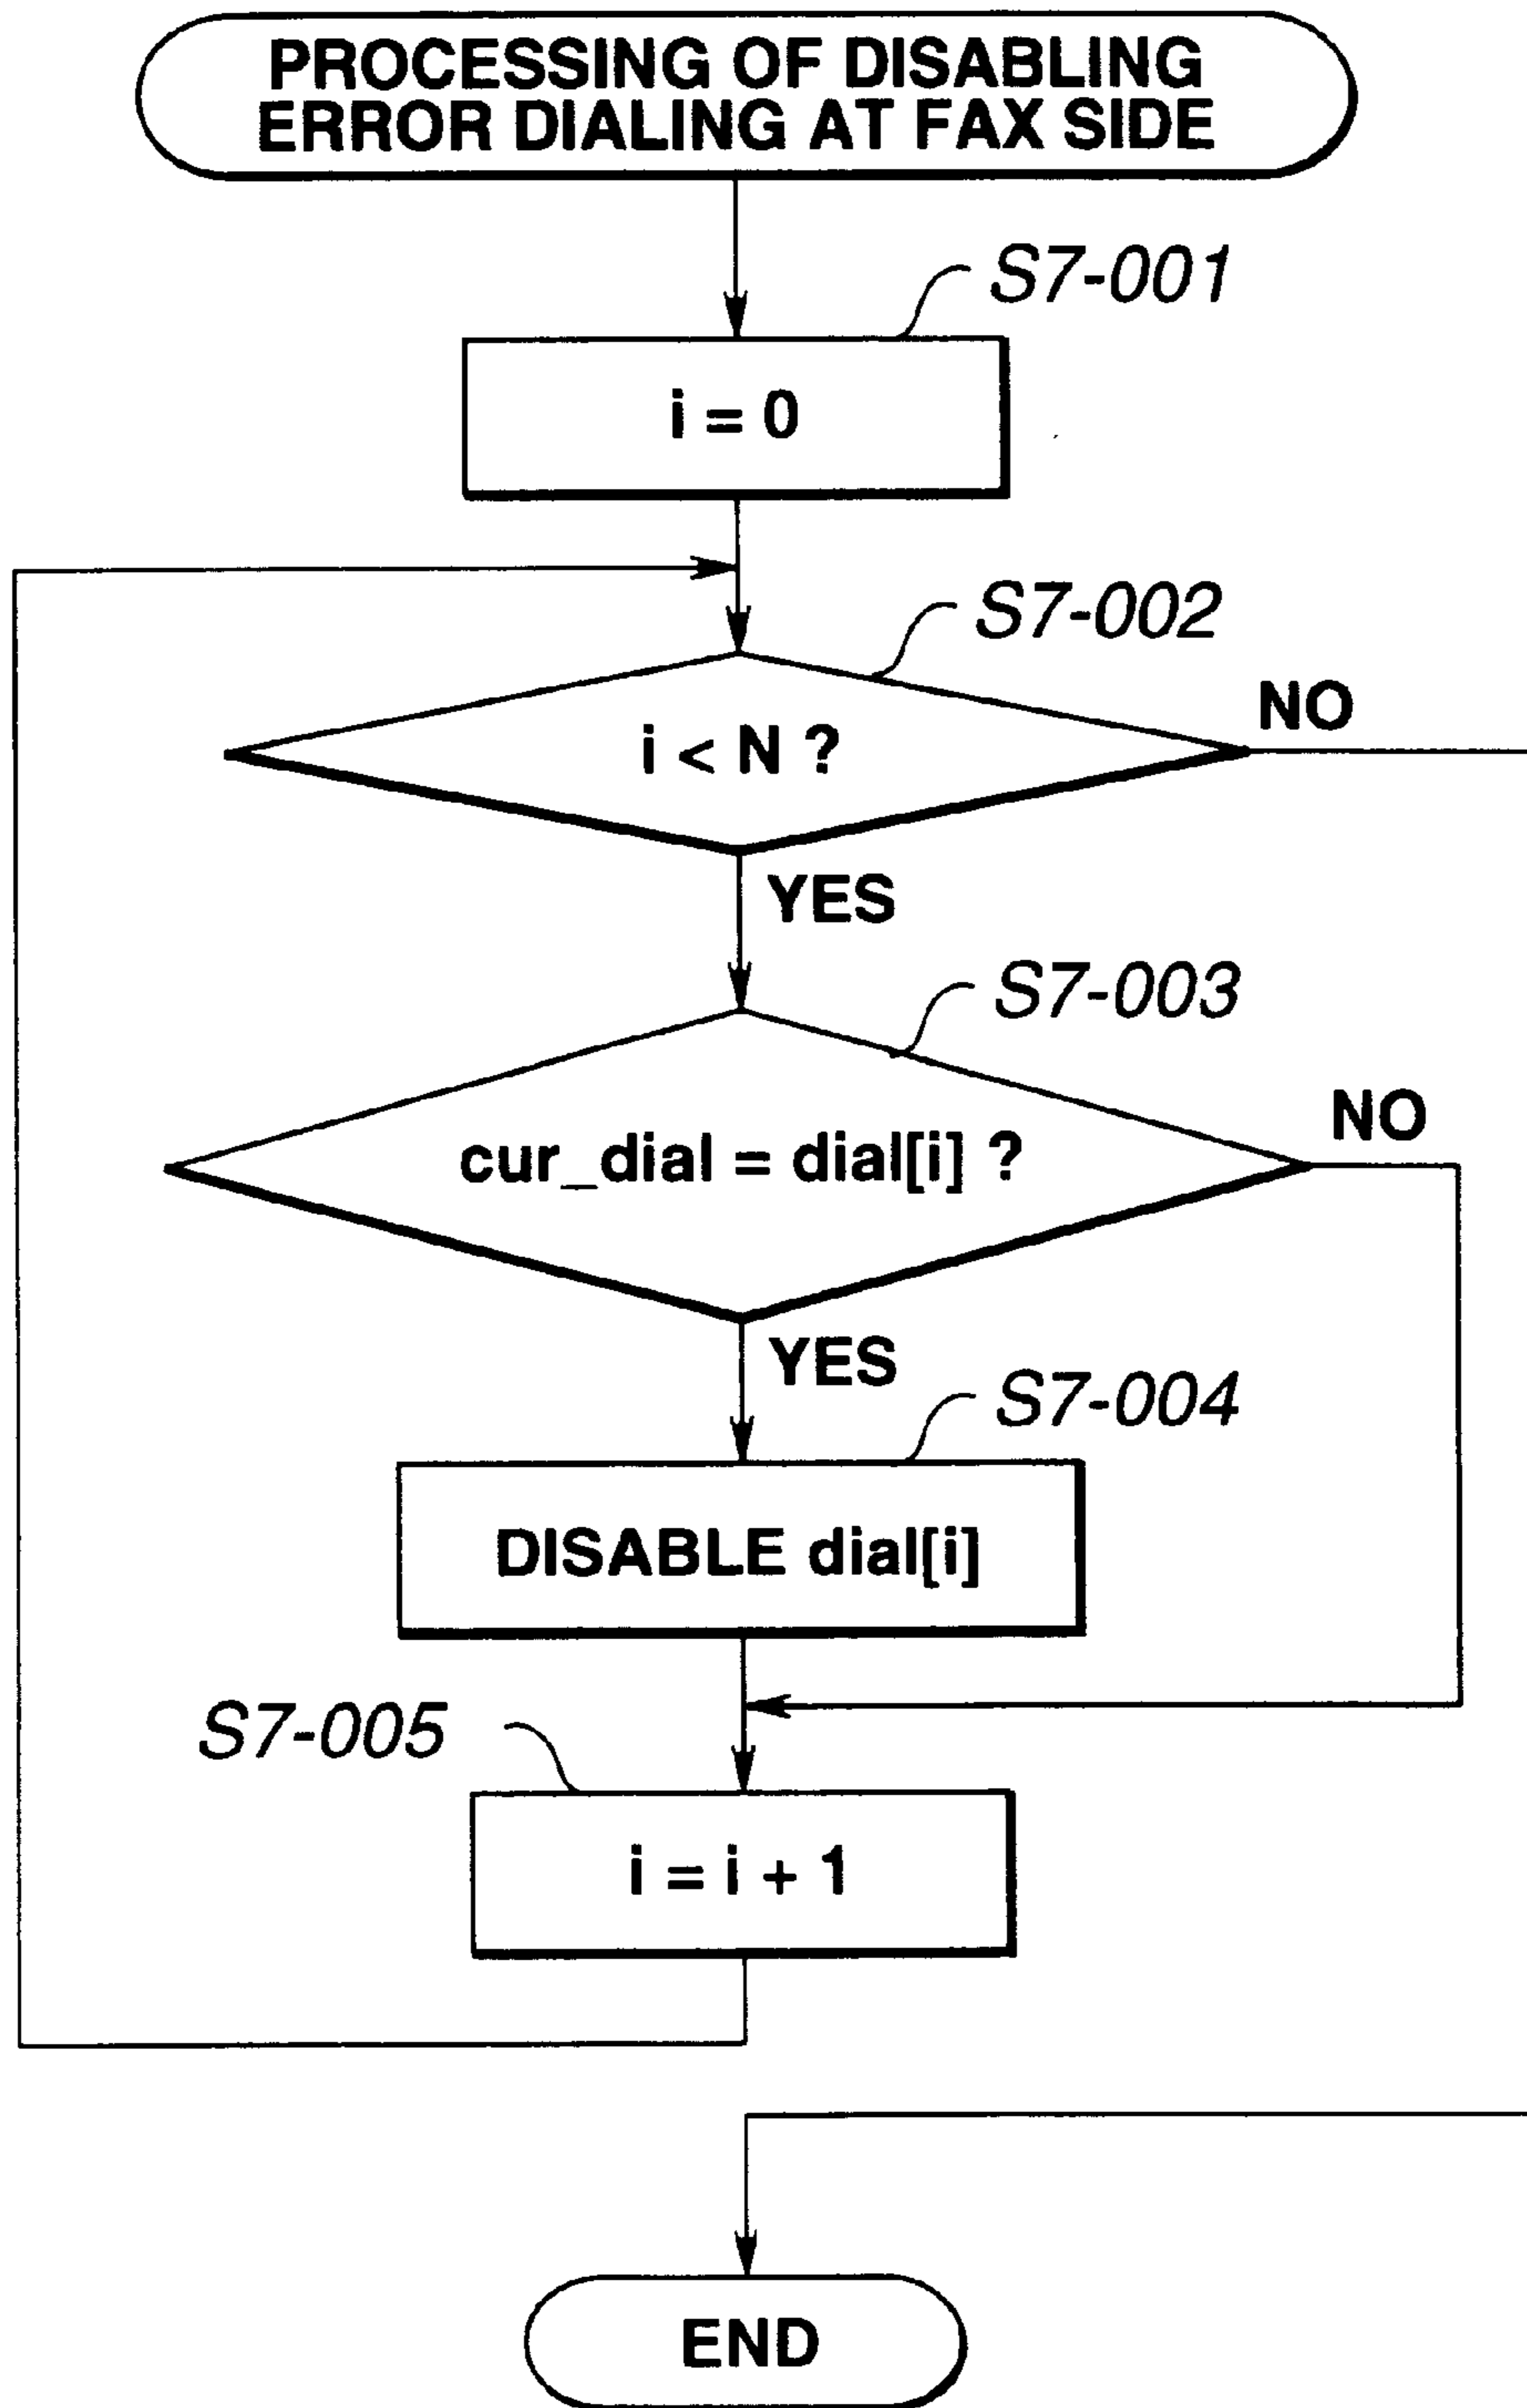 PROCESSING OF DISABLING
ERROR DIALING AT FAX SIDE
S7-001
i = 0
S7-002
i < N ?
NO
YES
S7-003
cur_dial = dial[i] ?
NO
YES
S7-004
DISABLE dial[i]
S7-005
i = i + 1
END